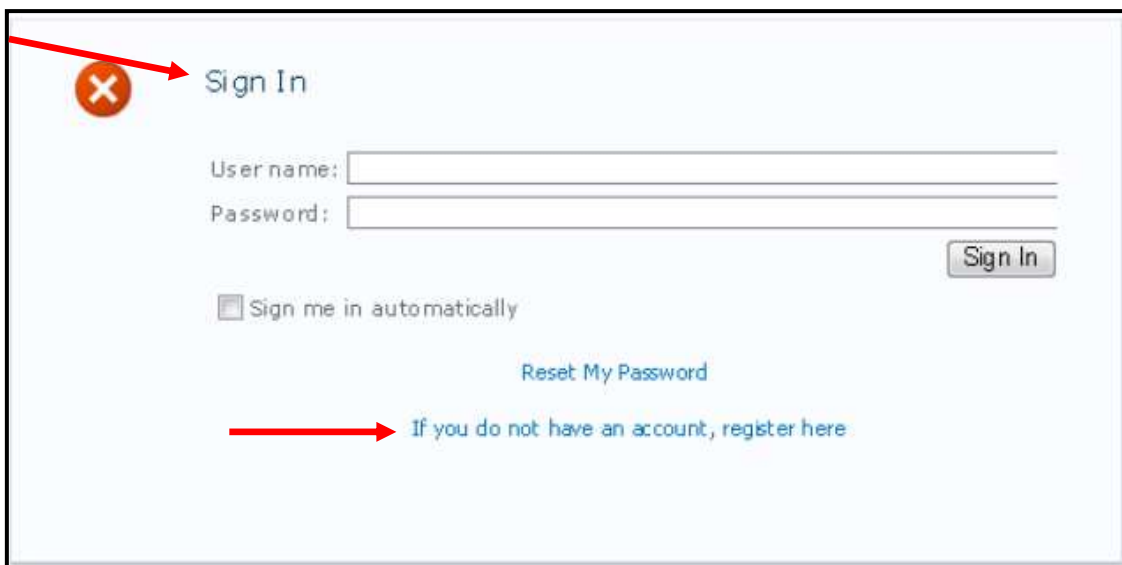 Sign In
User name:
Password:
Sign In
Sign me in automatically
Reset My Password
If you do not have an account, register here